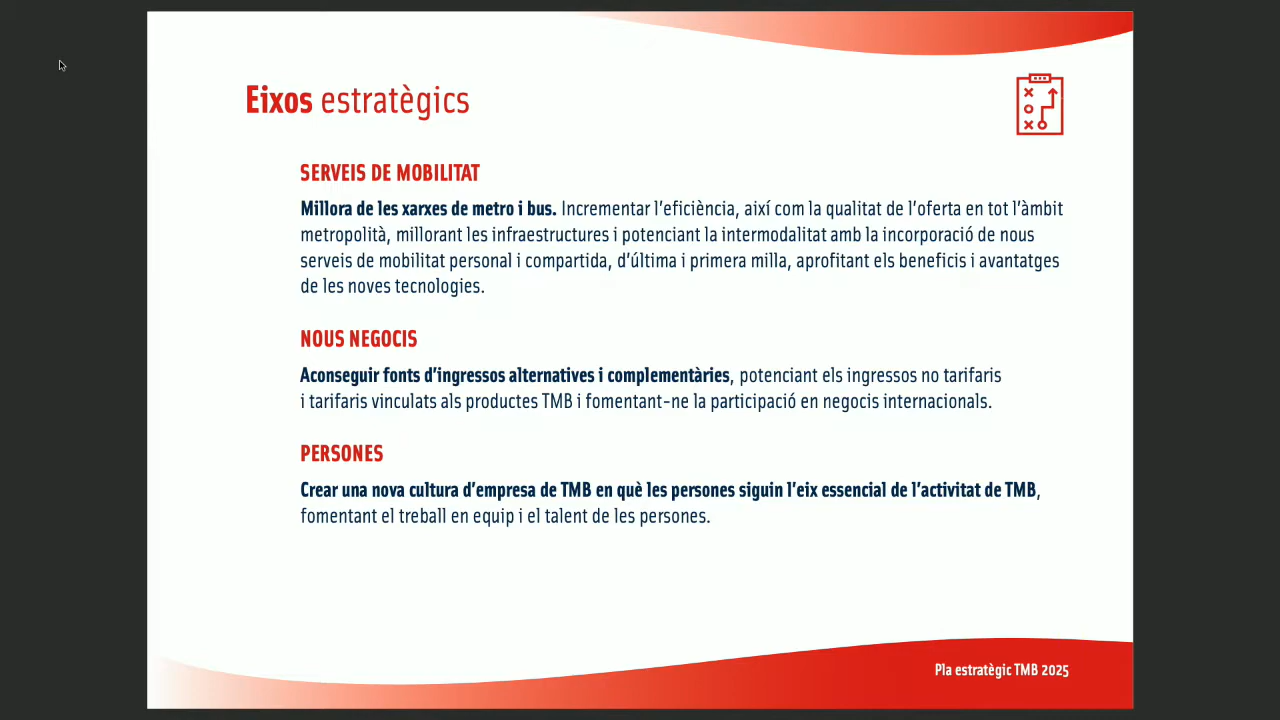 Eixos estratègics
SERVEIS DE MOBILITAT
Millora de les xarxes de metro i bus. Incrementar l'eficiència, així com la qualitat de l'oferta en tot l'àmbit
metropolità, millorant les infraestructures i potenciant la intermodalitat amb la incorporació de nous
serveis de mobilitat personal i compartida, d'última i primera milla, aprofitant els beneficis i avantatges
de les noves tecnologies.
NOUS NEGOCIS
Aconseguir fonts d'ingressos alternatives i complementàries, potenciant els ingressos no tarifaris
i tarifaris vinculats als productes TMB i fomentant-ne la participació en negocis internacionals.
PERSONES
Crear una nova cultura d'empresa de TMB en què les persones siguin l'eix essencial de l'activitat de TMB,
fomentant el treball en equip i el talent de les persones.
Pla estratègic TMB 2025